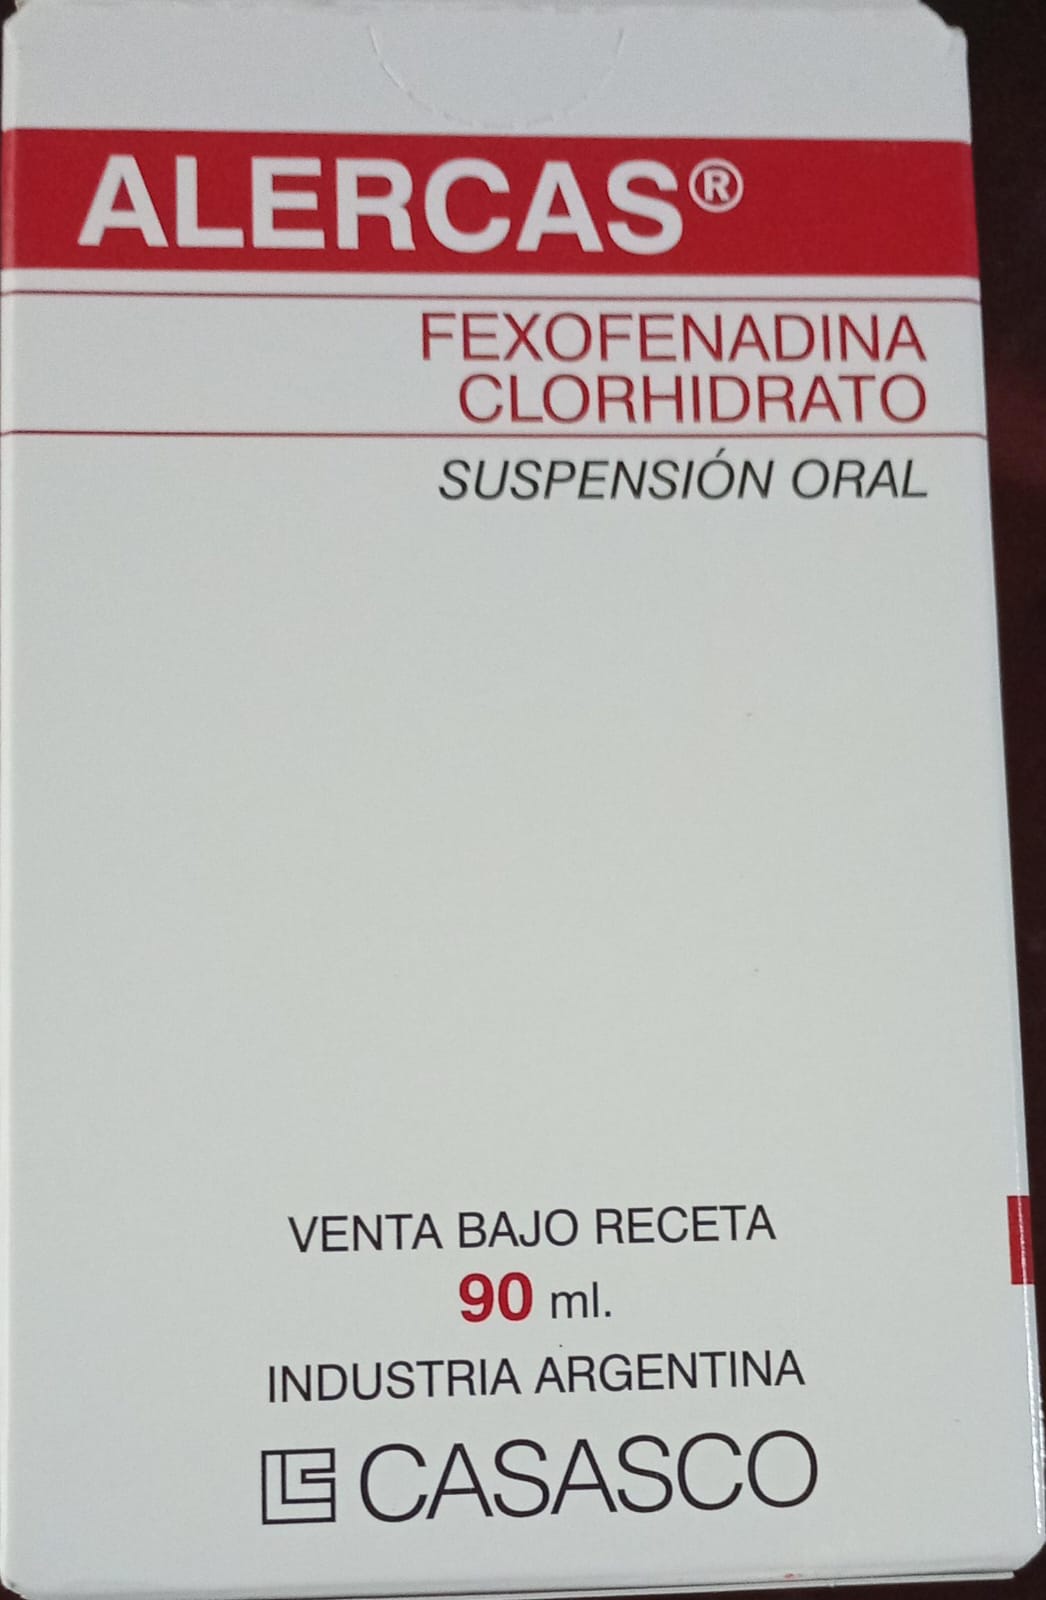 ALERCAS®
FEXOFENADINA
CLORHIDRATO
SUSPENSIÓN ORAL
VENTA BAJO RECETA
90 ml.
INDUSTRIA ARGENTINA
CASASCO